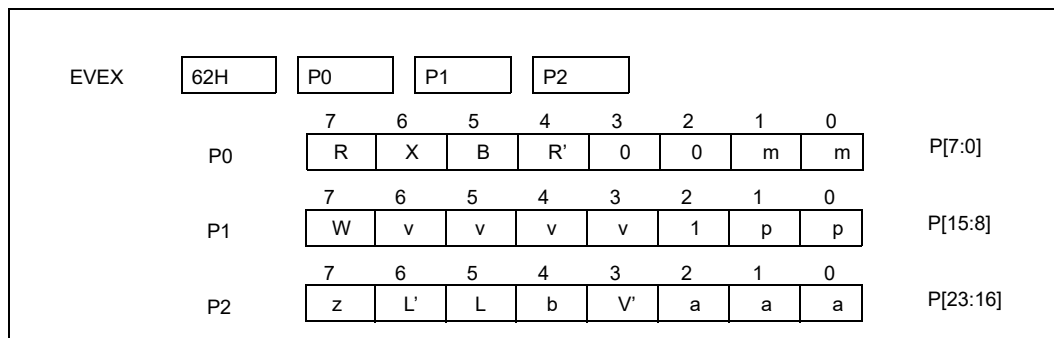 EVEX 62H P0 P1 P2
7 6 5 4 3 2 1 0
P0 R X B R’ 0 0 m m P[7:0]
7 6 5 4 3 2 1 0
P1 W v v v v 1 p p P[15:8]
7 6 5 4 3 2 1 0
P2 z L’ L b V’ a a a P[23:16]